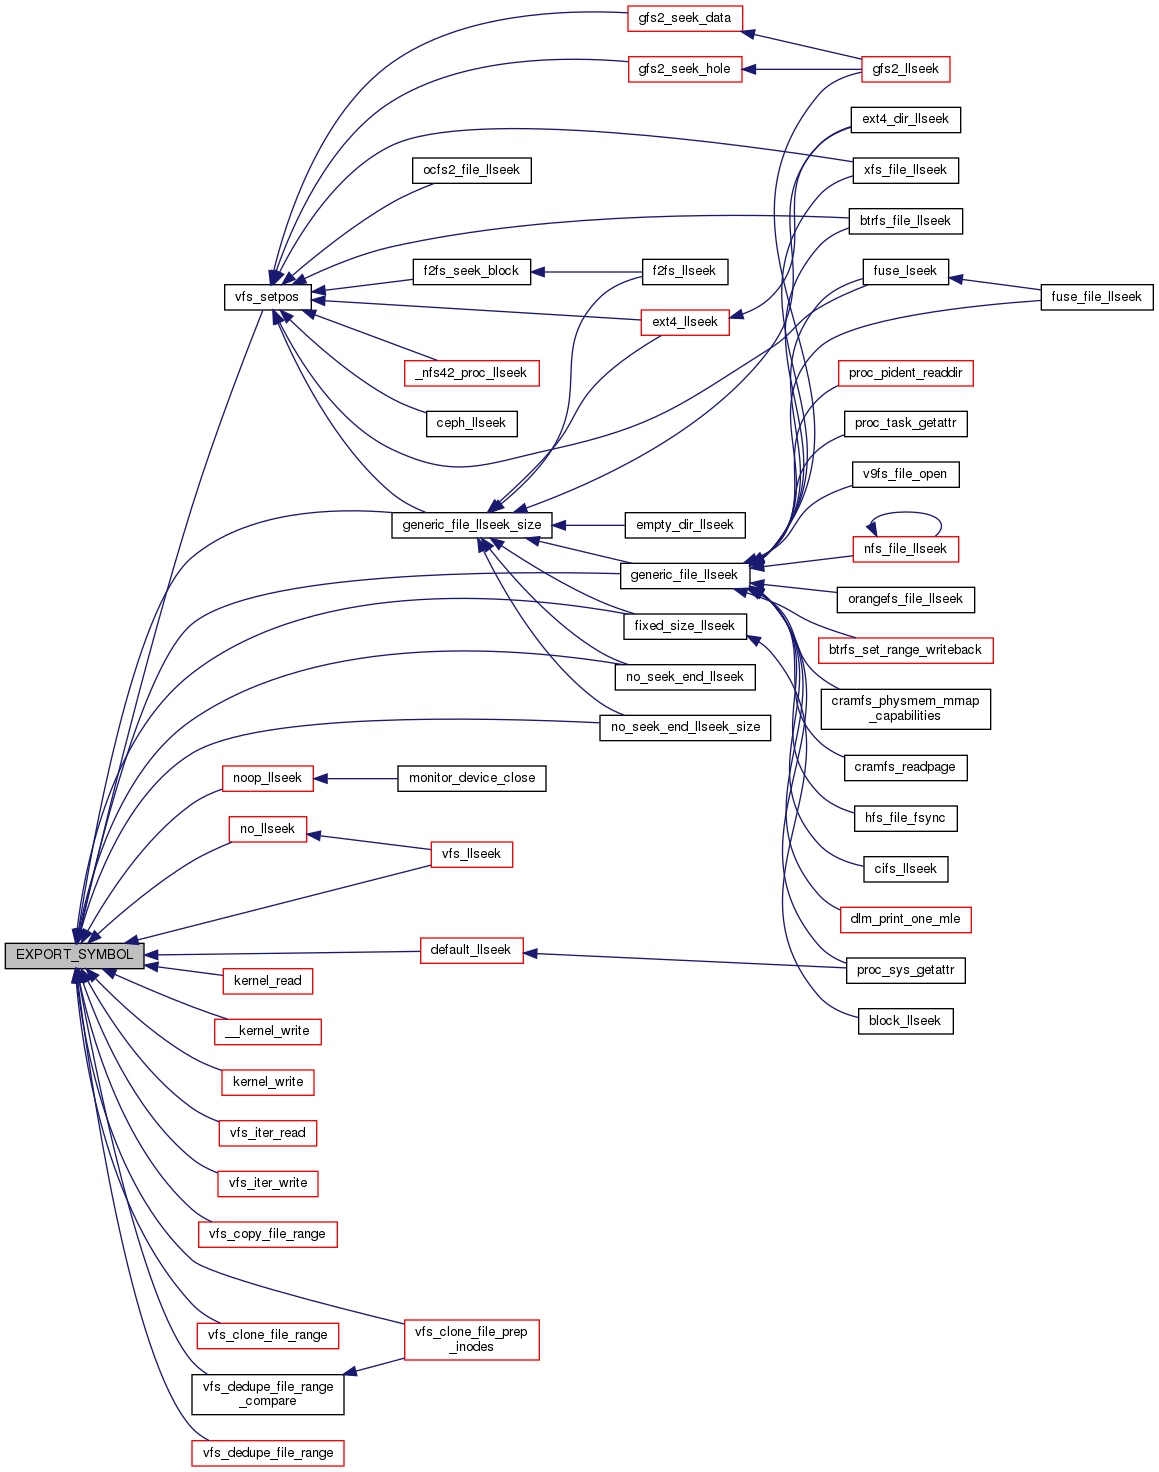 gfs2_seek_data
gfs2_seek_hole
gfs2_llseek
ext4_dir_llseek
ocfs2_file_llseek
xfs_file_llseek
btrfs_file_llseek
f2fs_seek_block
f2fs_llseek
fuse_lseek
vfs_setpos
fuse_file_llseek
ext4_llseek
_nfs42_proc_llseek
proc_pident_readdir
ceph_llseek
proc_task_getattr
v9fs_file_open
generic_file_llseek_size
empty_dir_llseek
nfs_file_llseek
generic_file_llseek
orangefs_file_llseek
fixed_size_llseek
btrfs_set_range_writeback
no_seek_end_llseek
cramfs_physmem_mmap
_capabilities
no_seek_end_llseek_size
cramfs_readpage
noop_llseek
monitor_device_close
hfs_file_fsync
no_llseek
vfs_llseek
cifs_llseek
dlm_print_one_mle
EXPORT_SYMBOL
default_llseek
proc_sys_getattr
kernel_read
block_llseek
__kernel_write
kernel_write
vfs_iter_read
vfs_iter_write
vfs_copy_file_range
vfs_clone_file_range
vfs_clone_file_prep
_inodes
vfs_dedupe_file_range
_compare
vfs_dedupe_file_range